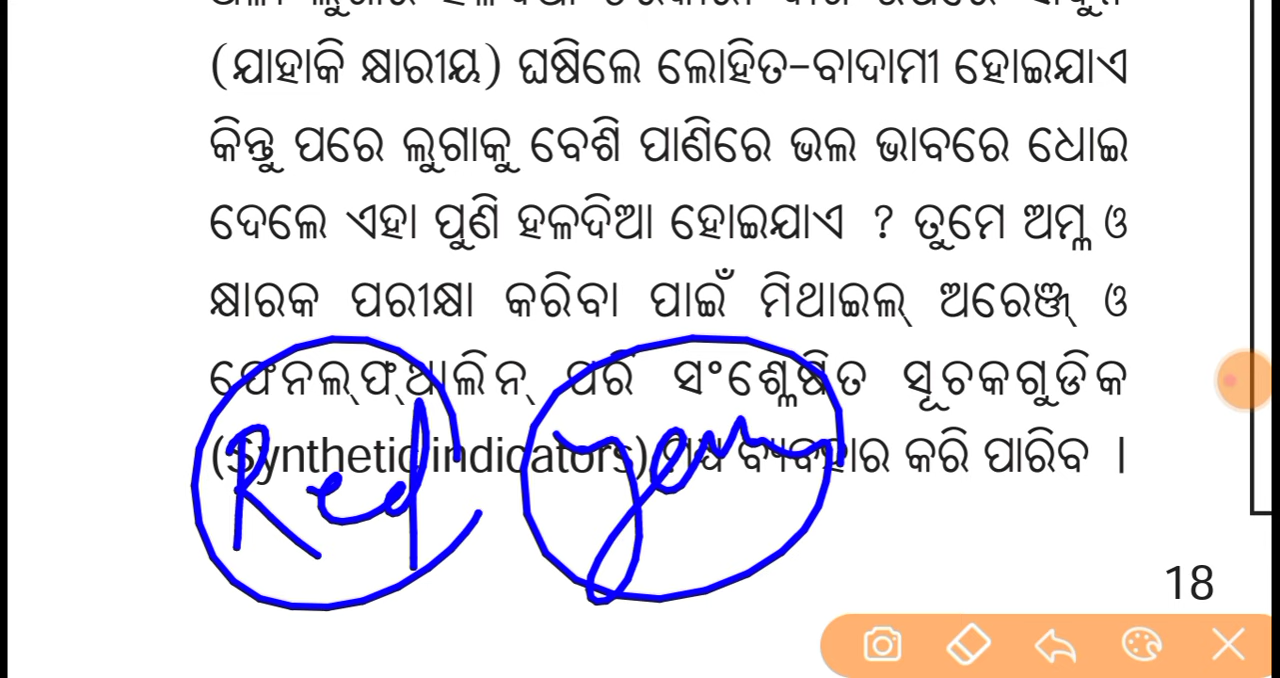 (ଯାହାକି କ୍ଷାରୀୟ) ଘଷିଲେ ଲୋହିତ-ବାଦାମୀ ହୋଇଯାଏ
କିନ୍ତୁ ପରେ ଲୁଗାକୁ ବେଶି ପାଣିରେ ଭଲ ଭାବରେ ଧୋଇ
ଦେଲେ ଏହା ପୁଣି ହଳଦିଆ ହୋଇଯାଏ ? ତୁମେ ଅମ୍ଳ ଓ
କ୍ଷାରକ ପରୀକ୍ଷା କରିବା ପାଇଁ ମିଥାଇଲ୍ ଅରେଞ୍ଜ୍ ଓ
ଫେନଲ୍‌ଫ୍‌ଥାଲିନ୍ ପରି ସଂଶ୍ଳେଷିତ ସୂଚକଗୁଡିକ
(Synthetic indicators) ମଧ୍ୟ ବ୍ୟବହାର କରି ପାରିବ ।
Red
18